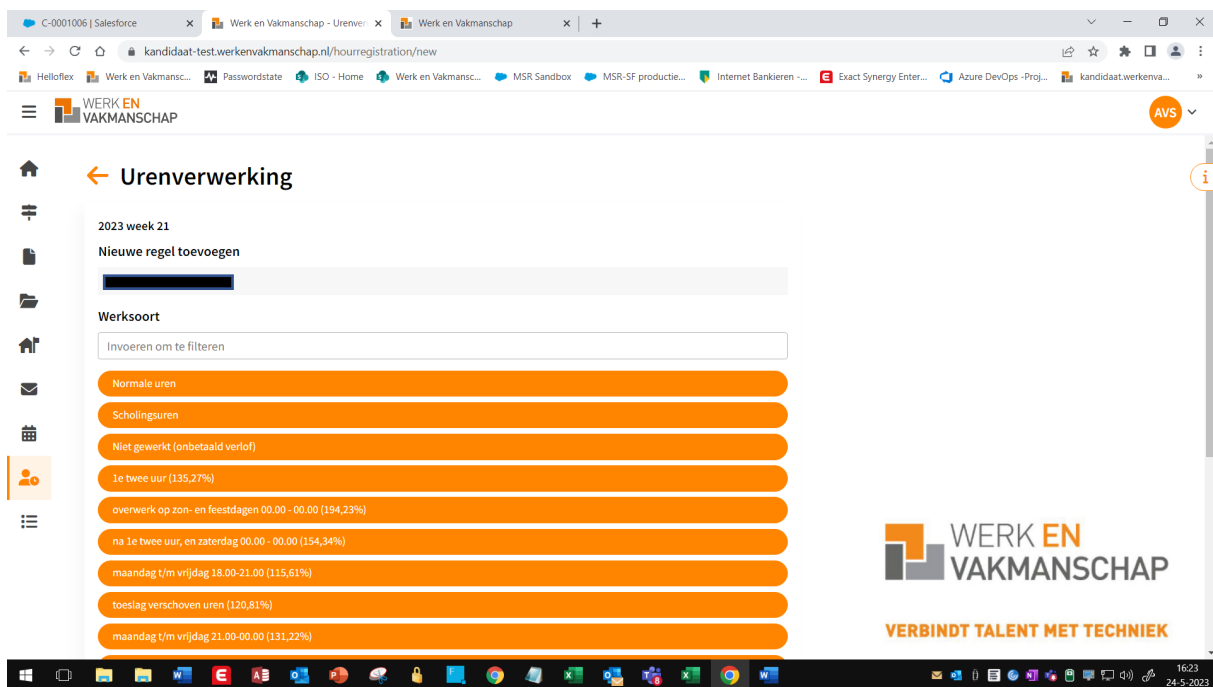 C-0001006 | Salesforce
Werk en Vakmanschap - Urenver
Werk en Vakmanschap
kandidaat-test.werkenvakmanschap.nl/hourregistration/new
Helloflex
Werk en Vakmansc...
Passwordstate
ISO - Home
Werk en Vakmansc...
MSR Sandbox
MSR-SF productie...
Internet Bankieren -...
Exact Synergy Enter...
Azure DevOps -Proj...
kandidaat.werkenva...
»
WERK EN
VAKMANSCHAP
AVS
Urenverwerking
i
2023 week 21
Nieuwe regel toevoegen
Werksoort
Invoeren om te filteren
Normale uren
Scholingsuren
Niet gewerkt (onbetaald verlof)
1e twee uur (135,27%)
overwerk op zon- en feestdagen 00.00 - 00.00 (194,23%)
na 1e twee uur, en zaterdag 00.00 - 00.00 (154,34%)
maandag t/m vrijdag 18.00-21.00 (115,61%)
toeslag verschoven uren (120,81%)
maandag t/m vrijdag 21.00-00.00 (131,22%)
WERK EN
VAKMANSCHAP
VERBINDT TALENT MET TECHNIEK
16:23
24-5-2023